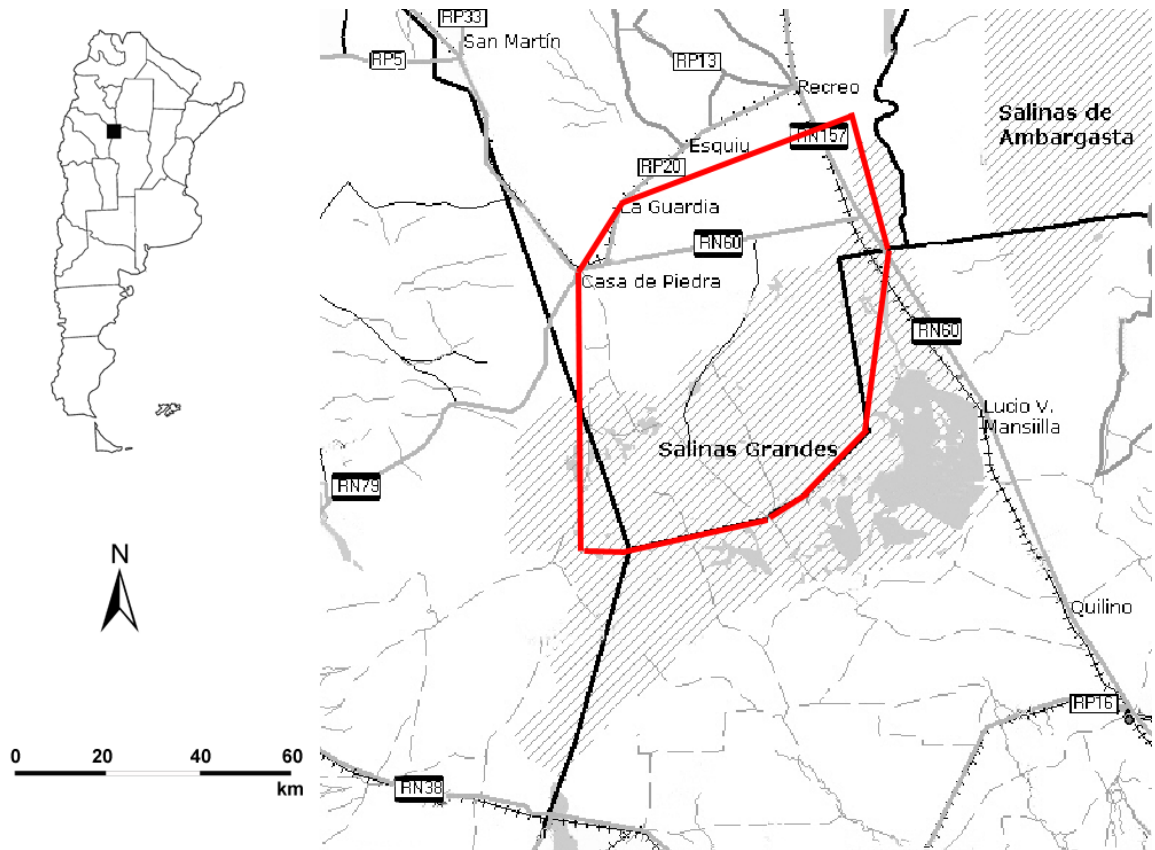 RP33
San Martín
RP5
RP13
Recreo
Salinas de
Ambargasta
RN157
Esquiu
RP20
La Guardia
RN60
Casa de Piedra
RN60
Lucio V.
Mansiilla
Salinas Grandes
RN79
N
Quilino
RP16
0 20 40 60
km
RN38